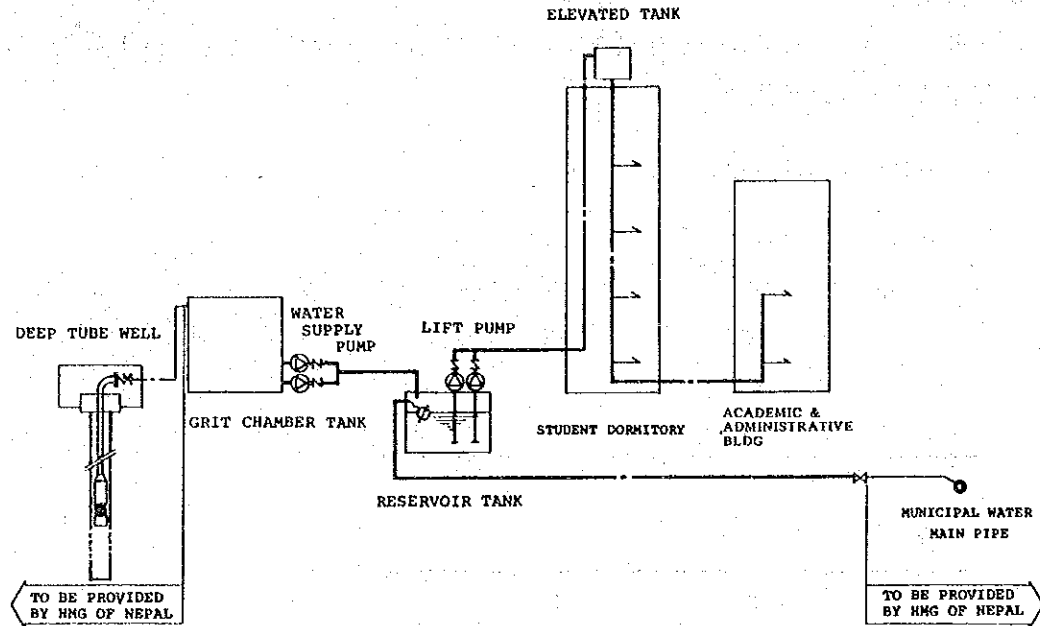 ELEVATED TANK
DEEP TUBE WELL
WATER
SUPPLY
PUMP
LIFT PUMP
GRIT CHAMBER TANK
STUDENT DORMITORY
ACADEMIC &
ADMINISTRATIVE
BLDG
RESERVOIR TANK
MUNICIPAL WATER
MAIN PIPE
TO BE PROVIDED
BY HMG OF NEPAL
TO BE PROVIDED
BY HMG OF NEPAL